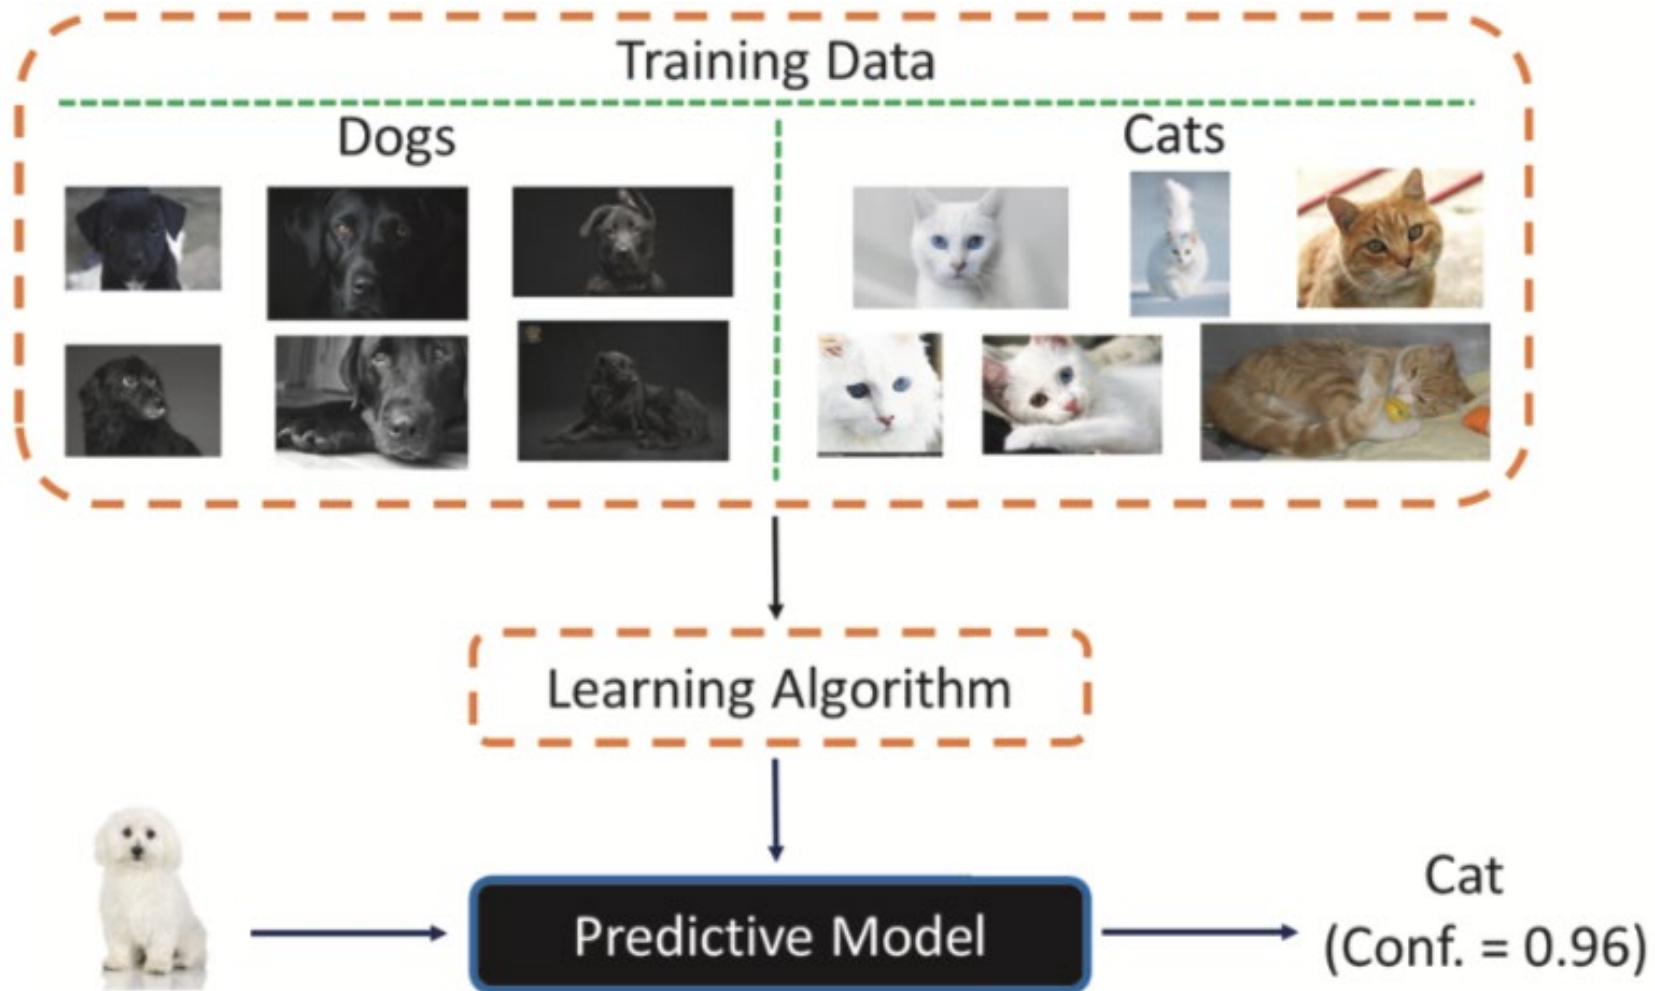 Training Data
Dogs
Cats
Learning Algorithm
Predictive Model
Cat
(Conf. = 0.96)